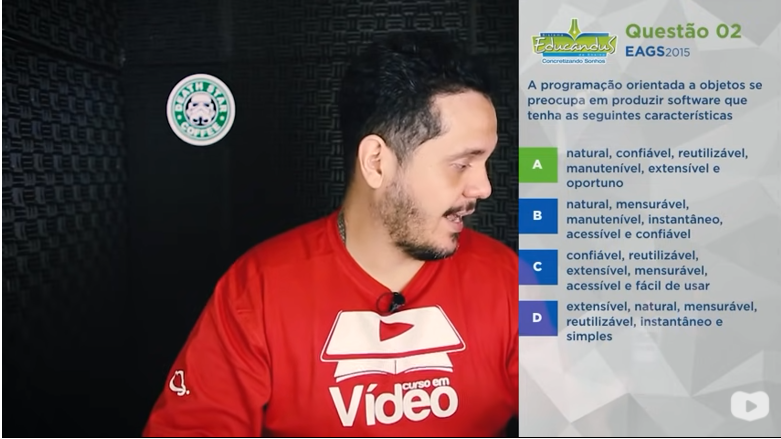 DEATH STAR
COFFEE
curso em
Vídeo
Educandus
Concretizando Sonhos
Questão 02
EAGS2015
A programação orientada a objetos se
preocupa em produzir software que
tenha as seguintes características
A
natural, confiável, reutilizável,
manutenível, extensível e
oportuno
B
natural, mensurável,
manutenível, instantâneo,
acessível e confiável
C
confiável, reutilizável,
extensível, mensurável,
acessível e fácil de usar
D
extensível, natural, mensurável,
reutilizável, instantâneo e
simples